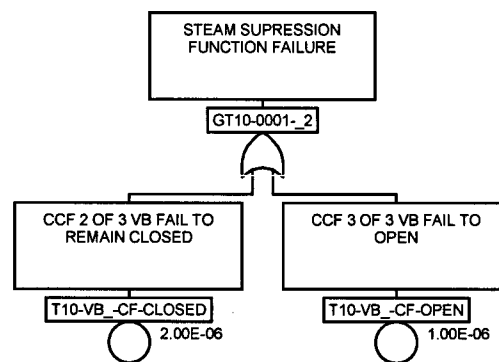 STEAM SUPRESSION
FUNCTION FAILURE
GT10-0001-_2
CCF 2 OF 3 VB FAIL TO
REMAIN CLOSED
CCF 3 OF 3 VB FAIL TO
OPEN
T10-VB_-CF-CLOSED
2.00E-06
T10-VB_-CF-OPEN
1.00E-06